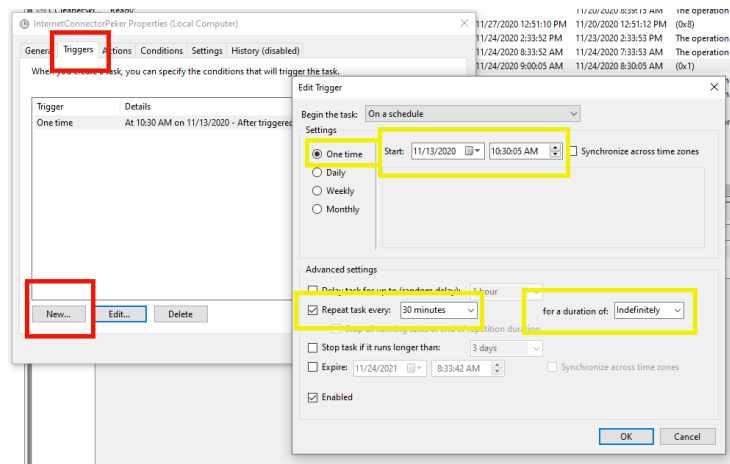 CCleanerSki... Ready
11/20/2020 8:39:15 AM The operation
InternetConnectorPeker Properties (Local Computer)
11/27/2020 12:51:10 PM 11/20/2020 12:51:12 PM (0x8)
11/24/2020 2:33:52 PM 11/23/2020 2:33:53 PM The operation
11/24/2020 8:33:52 AM 11/24/2020 7:33:53 AM The operation
11/24/2020 9:00:05 AM 11/24/2020 8:30:05 AM (0x1)
General Triggers Actions Conditions Settings History (disabled)
When you create a task, you can specify the conditions that will trigger the task.
Trigger Details
One time At 10:30 AM on 11/13/2020 - After triggered
New... Edit... Delete
Edit Trigger
Begin the task: On a schedule
Settings
One time
Daily
Weekly
Monthly
Start: 11/13/2020 10:30:05 AM Synchronize across time zones
Advanced settings
Delay task for up to (random delay): 1 hour
Repeat task every: 30 minutes for a duration of: Indefinitely
Stop all running tasks at end of repetition duration
Stop task if it runs longer than: 3 days
Expire: 11/24/2021 8:33:42 AM Synchronize across time zones
Enabled
OK Cancel